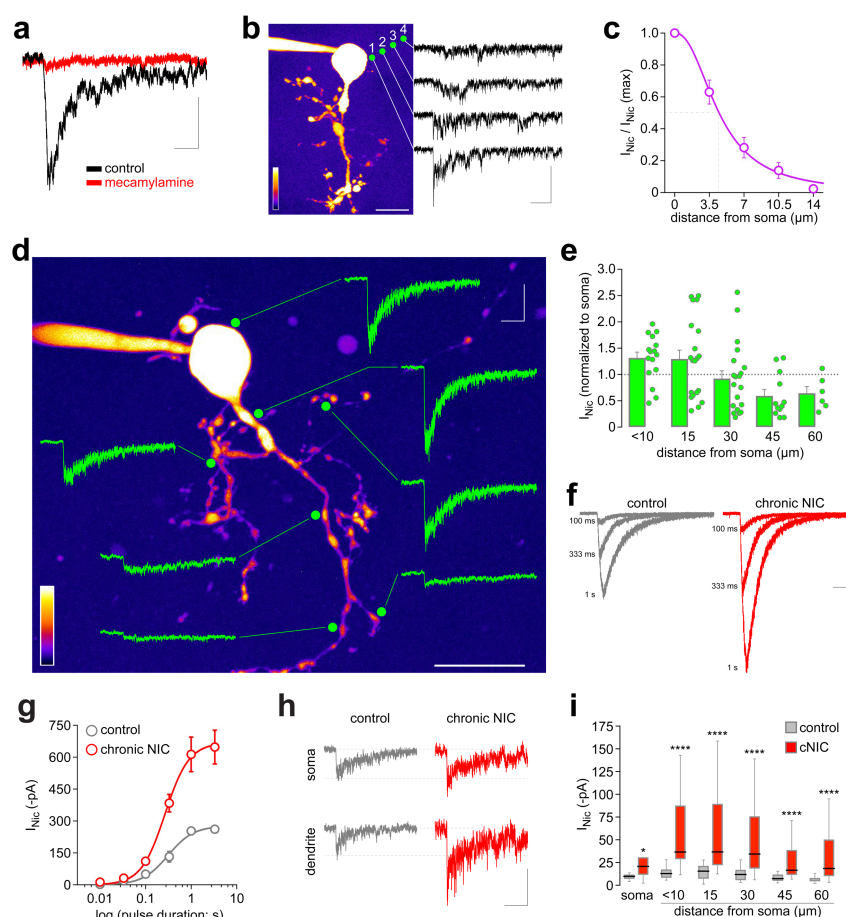 a
control
mecamylamine
b
1 2 3 4
c
I_Nic / I_Nic (max)
1.0
0.8
0.6
0.4
0.2
0
0 3.5 7 10.5 14
distance from soma (µm)
d
e
I_Nic (normalized to soma)
3.0
2.5
2.0
1.5
1.0
0.5
0
<10 15 30 45 60
distance from soma (µm)
f
control chronic NIC
100 ms
333 ms
1 s
100 ms
333 ms
1 s
g
control
chronic NIC
I_Nic (-pA)
750
600
450
300
150
0
0.01 0.1 1.0 10
log (pulse duration; s)
h
control chronic NIC
soma
dendrite
i
control
cNIC
I_Nic (-pA)
175
150
125
100
75
50
25
0
* **** **** **** **** ****
soma <10 15 30 45 60
distance from soma (µm)